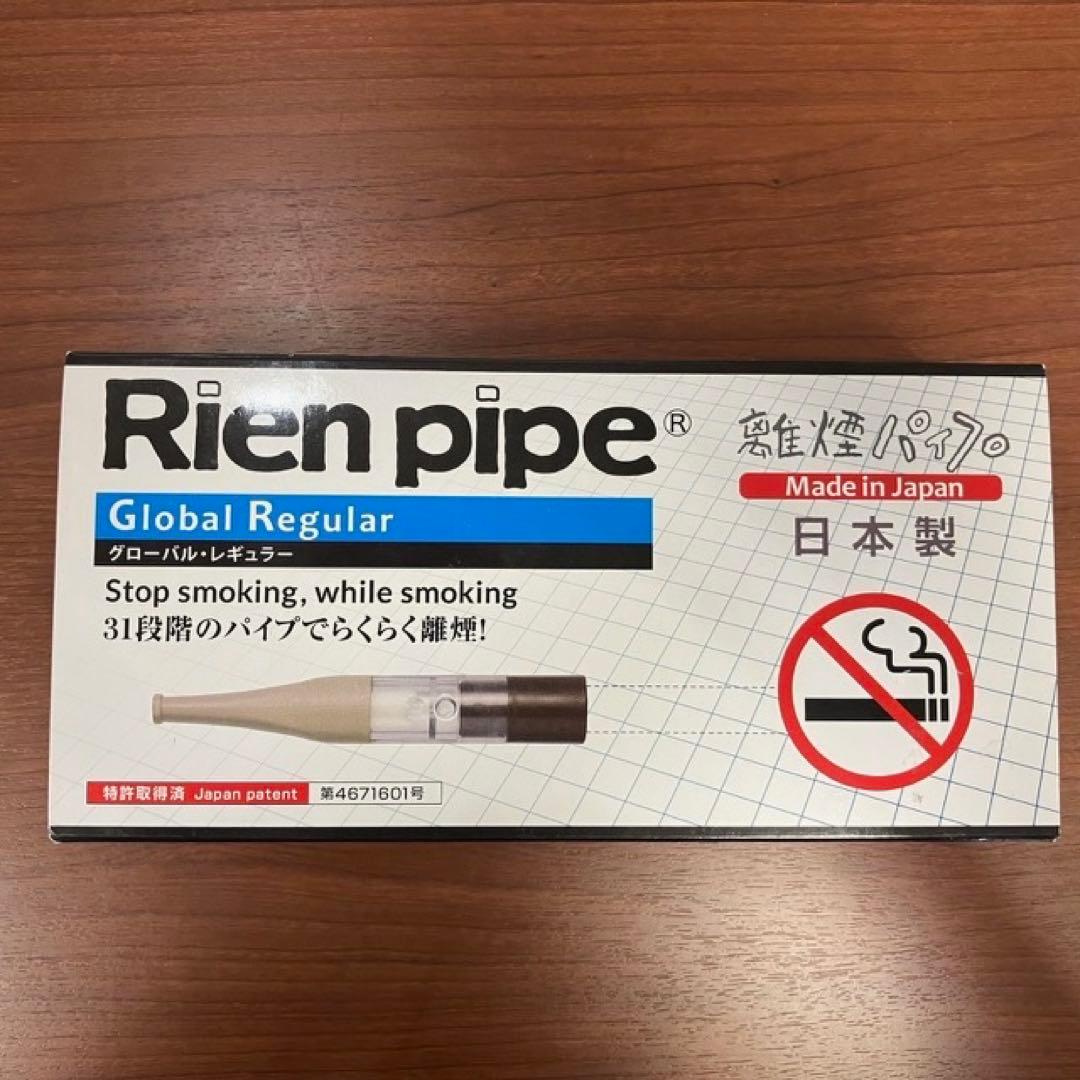 Rien pipe®
離煙パイプ。
Made in Japan
日本製
Global Regular
グローバル・レギュラー
Stop smoking, while smoking
31段階のパイプでらくらく離煙!
特許取得済 Japan patent 第4671601号